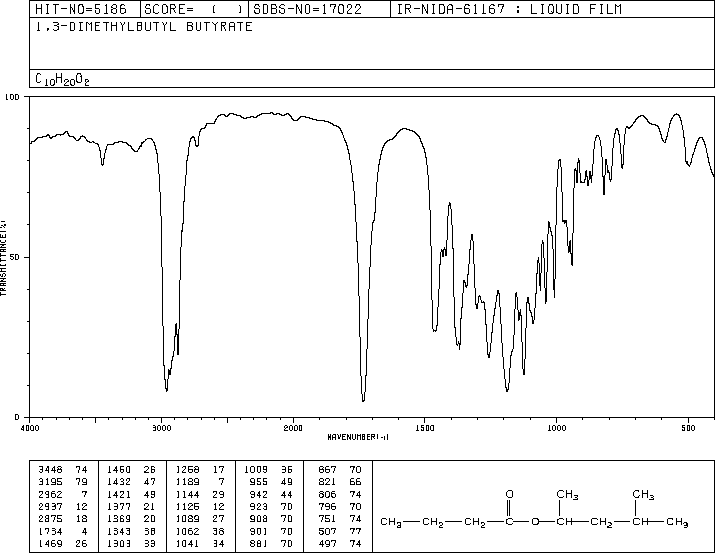 HIT-NO=5186 SCORE= ( ) SDBS-NO=17022 IR-NIDA-61167 : LIQUID FILM
1,3-DIMETHYLBUTYL BUTYRATE
C10H20O2
100
50
0
TRANSMITTANCE(%)
4000 3000 2000 1500 1000 500
WAVENUMBER(-1)
3448 74 1460 26 1258 17 1009 36 867 70
3195 79 1432 47 1189 7 955 49 821 66
2962 7 1421 49 1144 29 942 44 806 74
2937 12 1377 21 1125 12 923 70 796 70
2875 18 1369 20 1089 27 908 70 751 74
1734 4 1343 38 1062 38 901 70 507 77
1469 26 1303 33 1041 34 881 70 497 74
O CH3 CH3
CH3 CH2 CH2 C O CH CH2 CH CH3